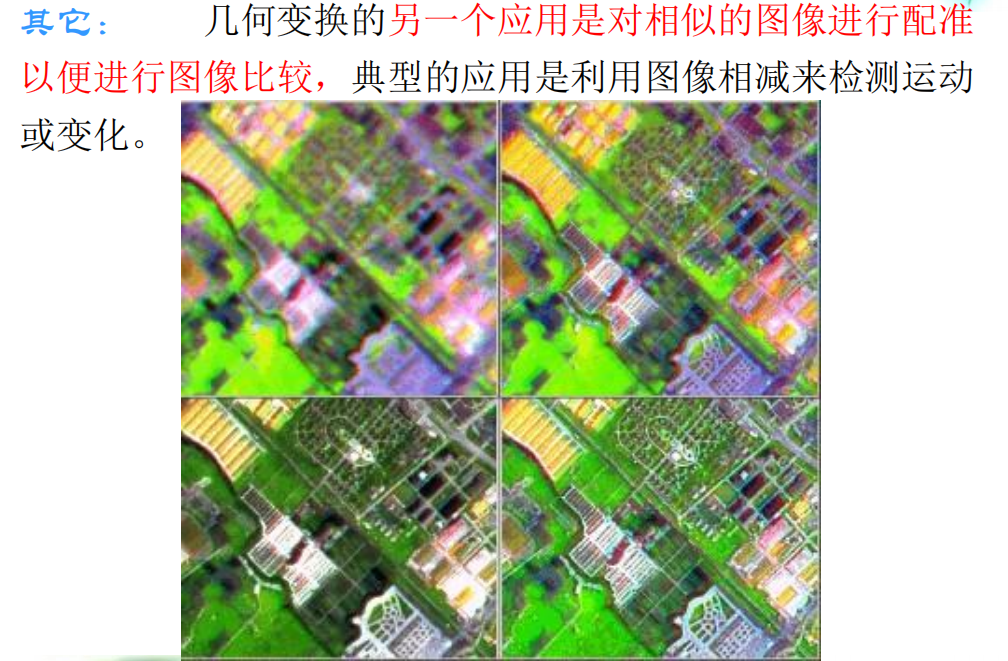 其它： 几何变换的另一个应用是对相似的图像进行配准
以便进行图像比较，典型的应用是利用图像相减来检测运动
或变化。